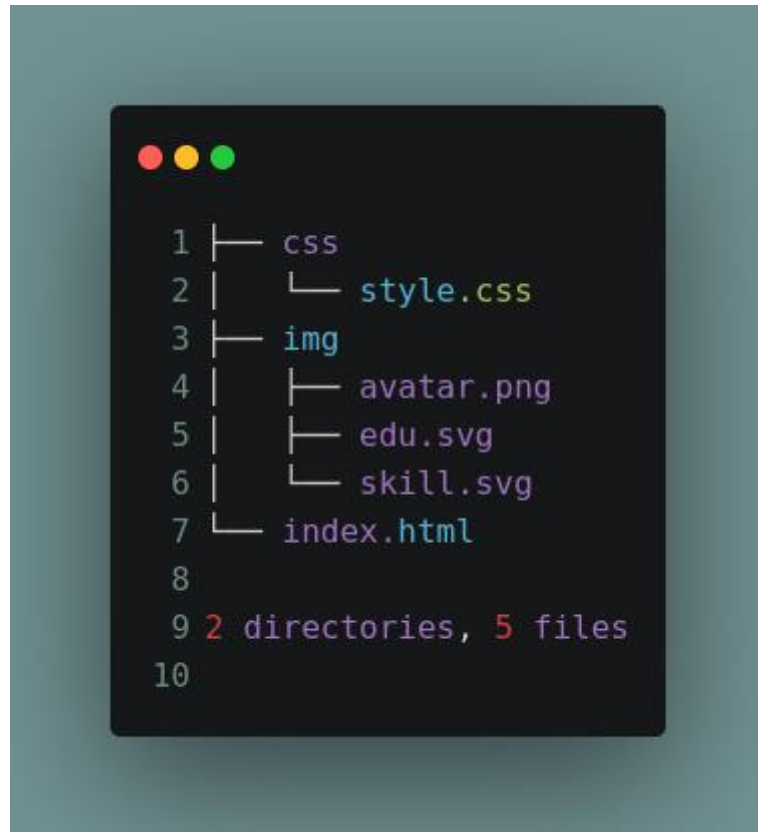 1 ├── css
2 │   └── style.css
3 ├── img
4 │   ├── avatar.png
5 │   ├── edu.svg
6 │   └── skill.svg
7 └── index.html
8
9 2 directories, 5 files
10